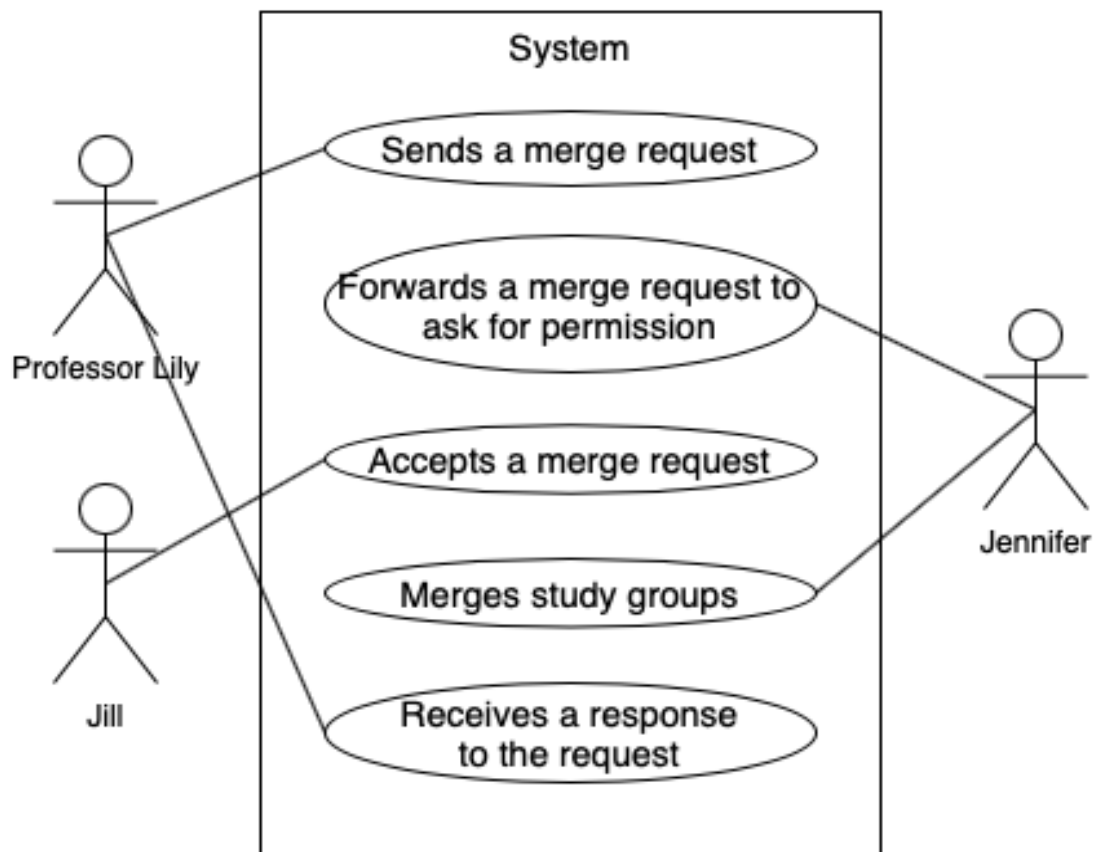 System
Sends a merge request
Forwards a merge request to
ask for permission
Professor Lily
Accepts a merge request
Jennifer
Merges study groups
Jill
Receives a response
to the request